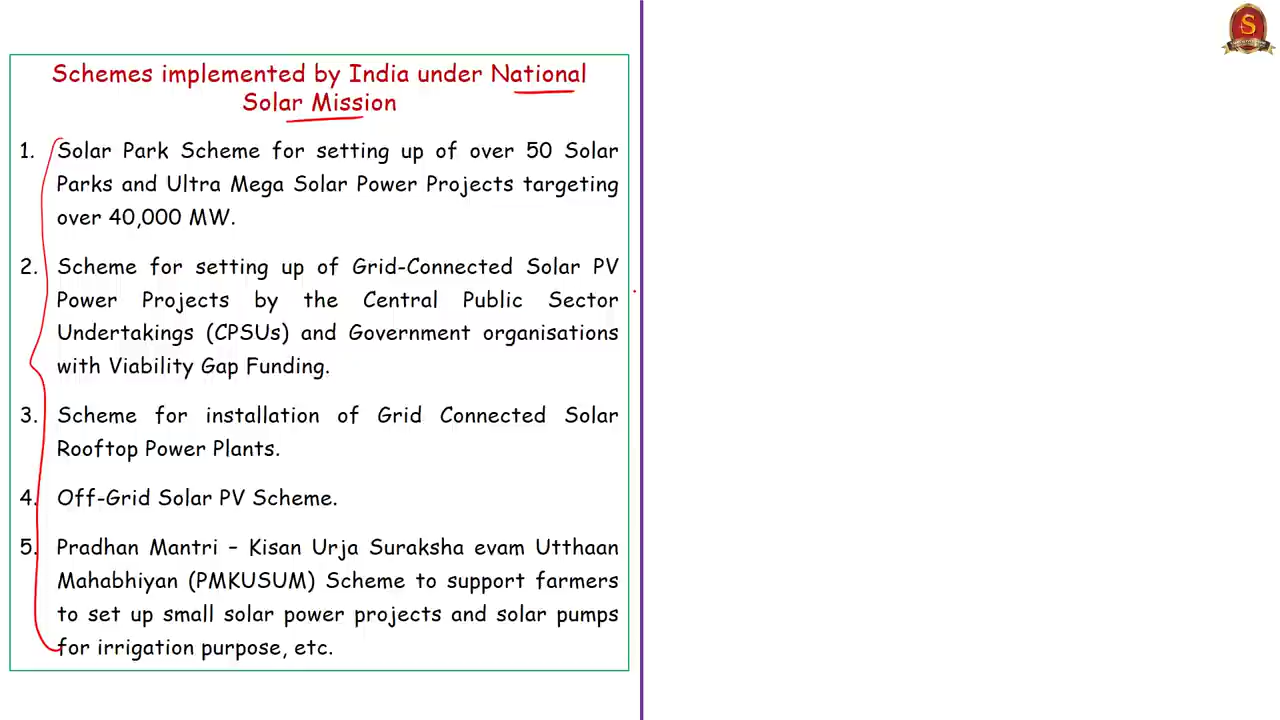 Schemes implemented by India under National
Solar Mission
1. Solar Park Scheme for setting up of over 50 Solar
Parks and Ultra Mega Solar Power Projects targeting
over 40,000 MW.
2. Scheme for setting up of Grid-Connected Solar PV
Power Projects by the Central Public Sector
Undertakings (CPSUs) and Government organisations
with Viability Gap Funding.
3. Scheme for installation of Grid Connected Solar
Rooftop Power Plants.
4. Off-Grid Solar PV Scheme.
5. Pradhan Mantri – Kisan Urja Suraksha evam Utthaan
Mahabhiyan (PMKUSUM) Scheme to support farmers
to set up small solar power projects and solar pumps
for irrigation purpose, etc.
S